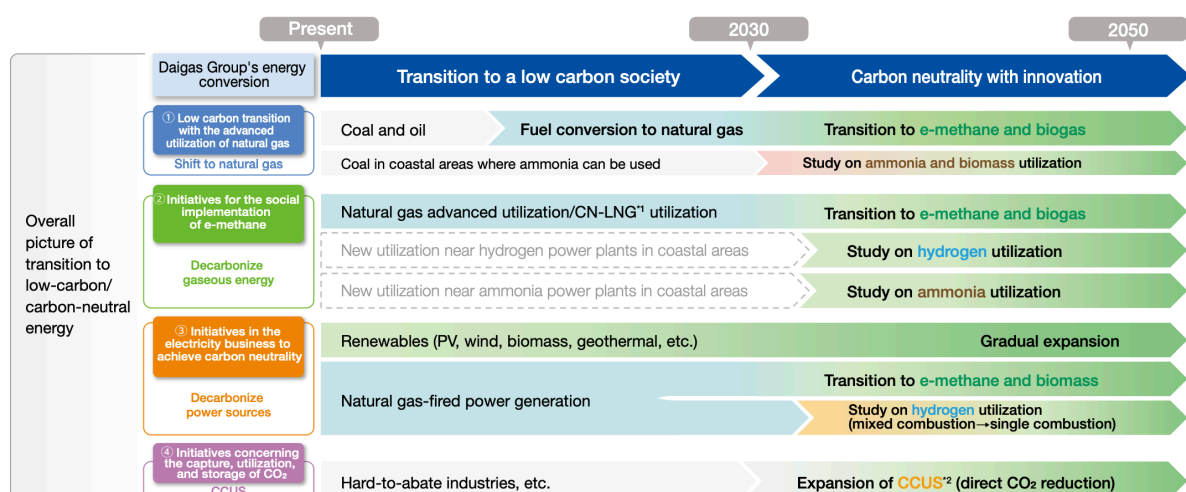 Present
2030
2050
Daigas Group's energy
conversion
Transition to a low carbon society
Carbon neutrality with innovation
Overall
picture of
transition to
low-carbon/
carbon-neutral
energy
① Low carbon transition
with the advanced
utilization of natural gas
Shift to natural gas
Coal and oil
Fuel conversion to natural gas
Transition to e-methane and biogas
Coal in coastal areas where ammonia can be used
Study on ammonia and biomass utilization
② Initiatives for the social
implementation
of e-methane
Decarbonize
gaseous energy
Natural gas advanced utilization/CN-LNG*1 utilization
Transition to e-methane and biogas
New utilization near hydrogen power plants in coastal areas
Study on hydrogen utilization
New utilization near ammonia power plants in coastal areas
Study on ammonia utilization
③ Initiatives in the
electricity business to
achieve carbon neutrality
Decarbonize
power sources
Renewables (PV, wind, biomass, geothermal, etc.)
Gradual expansion
Natural gas-fired power generation
Transition to e-methane and biomass
Study on hydrogen utilization
(mixed combustion→single combustion)
④ Initiatives concerning
the capture, utilization,
and storage of CO₂
CCUS
Hard-to-abate industries, etc.
Expansion of CCUS*2 (direct CO₂ reduction)